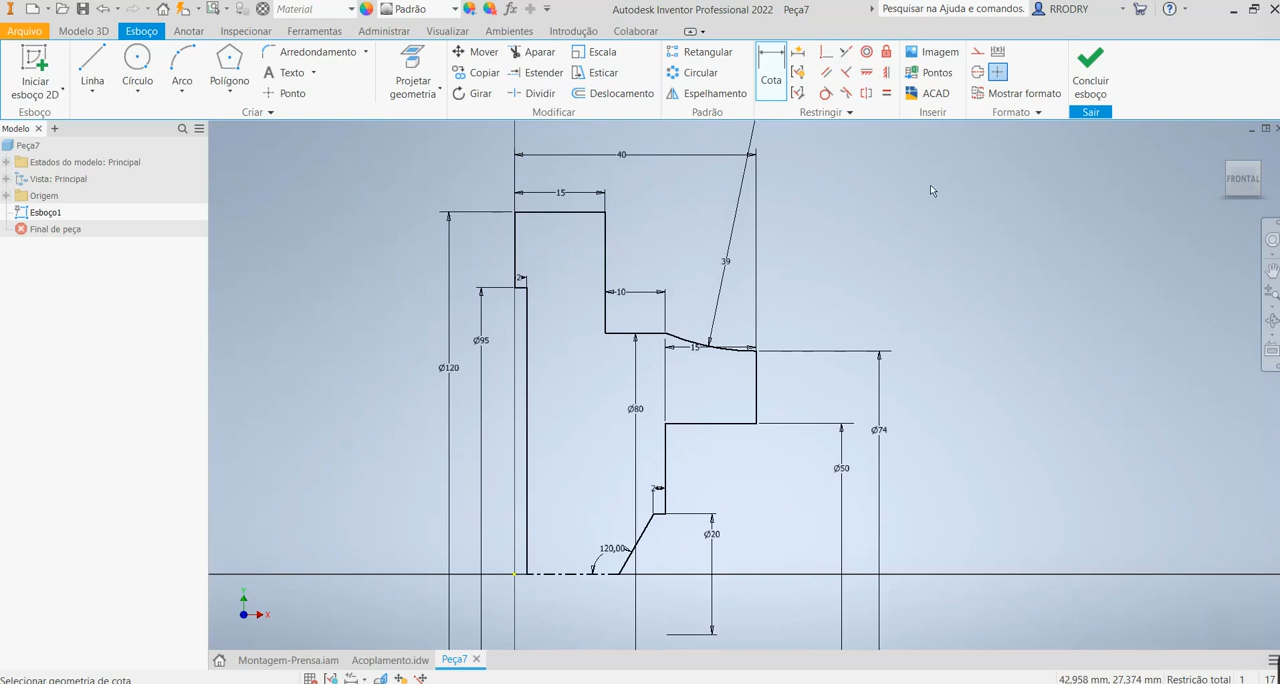 Material
Padrão
Autodesk Inventor Professional 2022 Peça7
Pesquisar na Ajuda e comandos.
RRODRY
Arquivo Modelo 3D Esboço Anotar Inspecionar Ferramentas Administrar Visualizar Ambientes Introdução Colaborar
Iniciar
esboço 2D
Linha
Círculo
Arco
Polígono
Arredondamento
Texto
Ponto
Projetar
geometria
Mover Aparar Escala
Copiar Estender Esticar
Girar Dividir Deslocamento
Retangular
Circular
Espelhamento
Cota
Imagem
Pontos
ACAD
Mostrar formato
Concluir
esboço
Esboço Criar Modificar Padrão Restringir Inserir Formato Sair
Modelo
Peça7
Estados do modelo: Principal
Vista: Principal
Origem
Esboço1
Final de peça
FRONTAL
40
15
39
2
10
Ø95
15
Ø120
Ø80
Ø74
Ø50
2
Ø20
120,00
Y
X
Montagem-Prensa.iam Acoplamento.idw Peça7
Selecionar geometria de cota
42,958 mm, 27,374 mm Restrição total 1 17